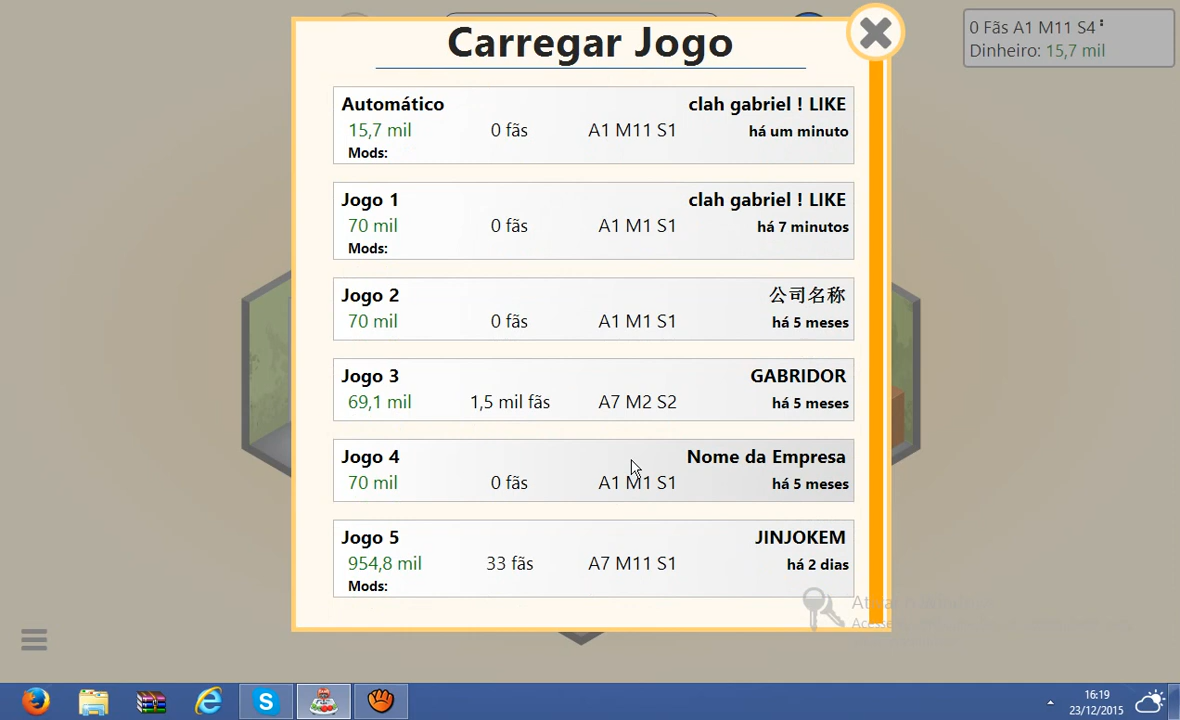 0 Fãs A1 M11 S4
Dinheiro: 15,7 mil
Carregar Jogo
Automático clah gabriel ! LIKE
15,7 mil 0 fãs A1 M11 S1 há um minuto
Mods:
Jogo 1 clah gabriel ! LIKE
70 mil 0 fãs A1 M1 S1 há 7 minutos
Mods:
Jogo 2 公司名称
70 mil 0 fãs A1 M1 S1 há 5 meses
Jogo 3 GABRIDOR
69,1 mil 1,5 mil fãs A7 M2 S2 há 5 meses
Jogo 4 Nome da Empresa
70 mil 0 fãs A1 M1 S1 há 5 meses
Jogo 5 JINJOKEM
954,8 mil 33 fãs A7 M11 S1 há 2 dias
Mods:
16:19
23/12/2015